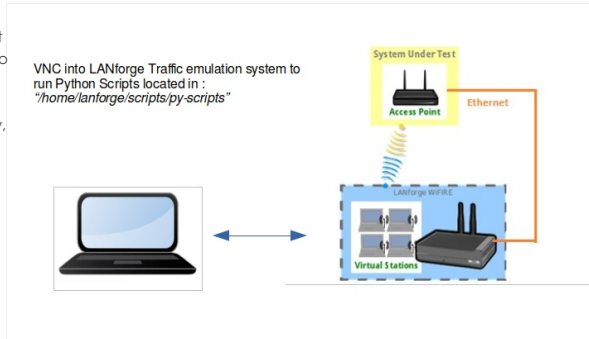 VNC into LANforge Traffic emulation system to
run Python Scripts located in :
“/home/lanforge/scripts/py-scripts”
System Under Test
Access Point
Ethernet
LANforge WiFIRE
Virtual Stations